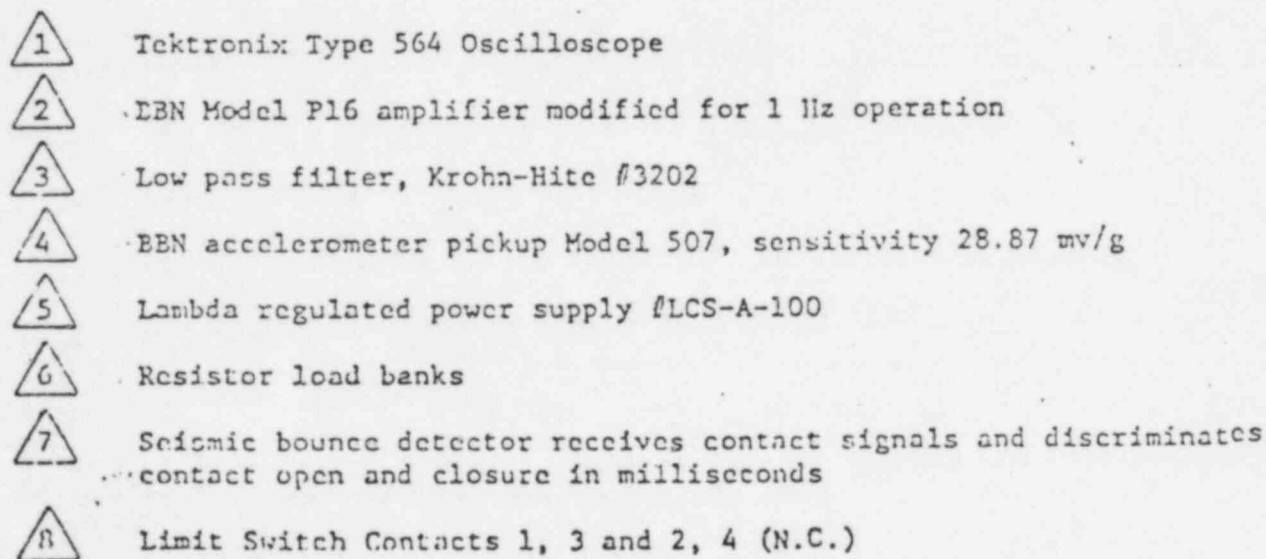 1 Tektronix Type 564 Oscilloscope
2 BBN Model P16 amplifier modified for 1 Hz operation
3 Low pass filter, Krohn-Hite #3202
4 BBN accelerometer pickup Model 507, sensitivity 28.87 mv/g
5 Lambda regulated power supply #LCS-A-100
6 Resistor load banks
7 Seismic bounce detector receives contact signals and discriminates
contact open and closure in milliseconds
8 Limit Switch Contacts 1, 3 and 2, 4 (N.C.)